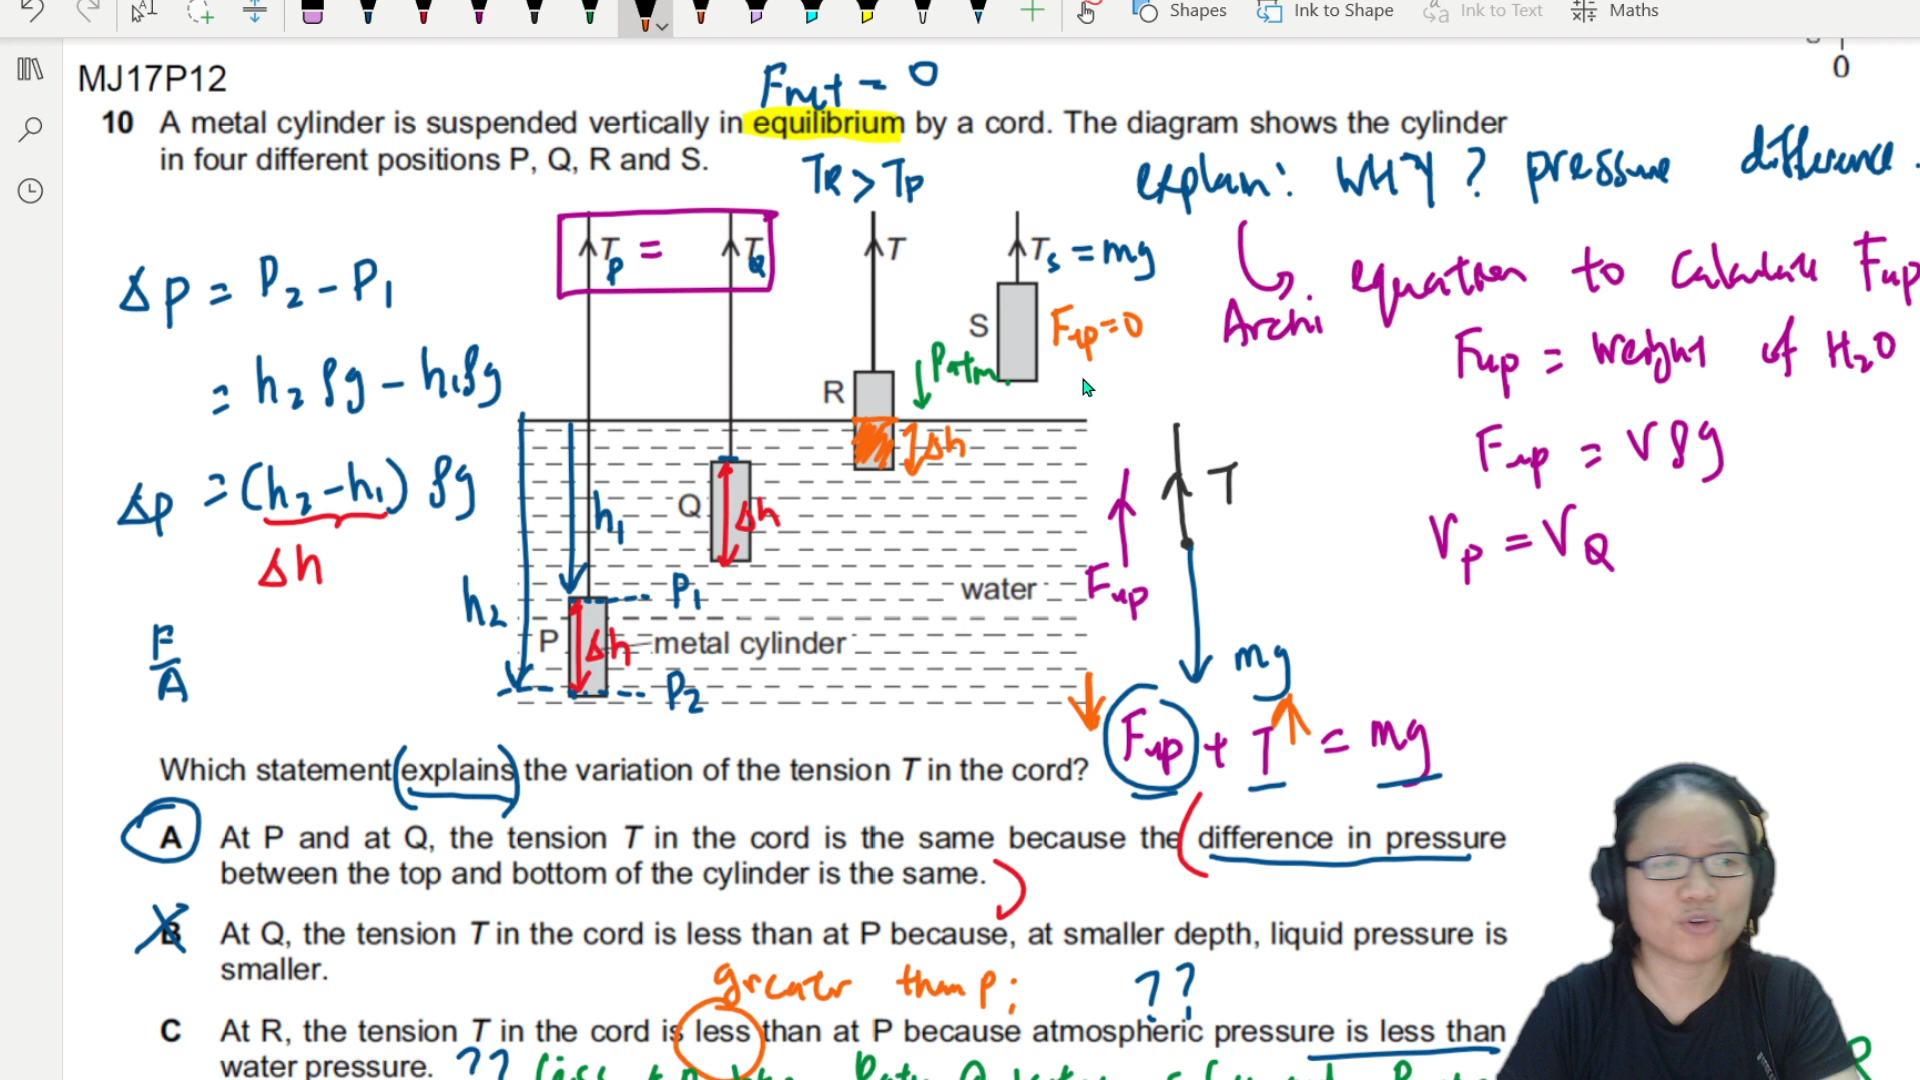 Shapes Ink to Shape Ink to Text Maths
0
MJ17P12
Fnet = 0
10 A metal cylinder is suspended vertically in equilibrium by a cord. The diagram shows the cylinder
in four different positions P, Q, R and S.
TR > TP
explain: WHY? pressure difference.
Tp = TQ T Ts = mg
Archi equation to calculate Fup
Δp = P2 - P1
S Fup = 0
Fup = weight of H2O
Patm
= h2ρg - h1ρg
R
Δh
Fup = Vρg
Δp = (h2 - h1) ρg
Δh
h1 Q Δh T
Vp = VQ
h2 P1 water Fup
F/A
P Δh metal cylinder
P2
mg
Fup + T = mg
Which statement explains the variation of the tension T in the cord?
A At P and at Q, the tension T in the cord is the same because the difference in pressure
between the top and bottom of the cylinder is the same.
B At Q, the tension T in the cord is less than at P because, at smaller depth, liquid pressure is
smaller.
greater than P; ??
C At R, the tension T in the cord is less than at P because atmospheric pressure is less than
water pressure. ??